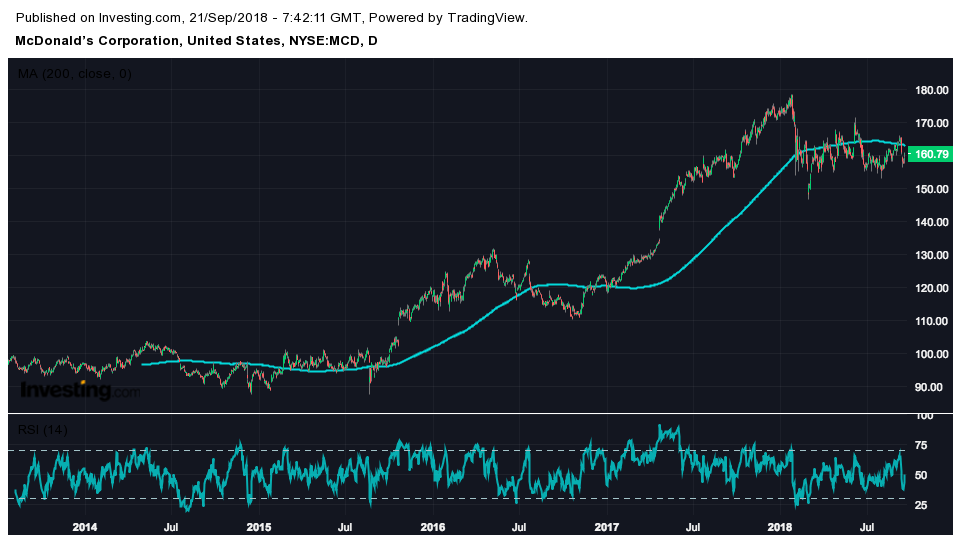 Published on Investing.com, 21/Sep/2018 - 7:42:11 GMT, Powered by TradingView.
McDonald's Corporation, United States, NYSE:MCD, D
MA (200, close, 0)
180.00
170.00
160.79
150.00
140.00
130.00
120.00
110.00
100.00
90.00
Investing.com
RSI (14)
100
75
50
25
2014 Jul 2015 Jul 2016 Jul 2017 Jul 2018 Jul